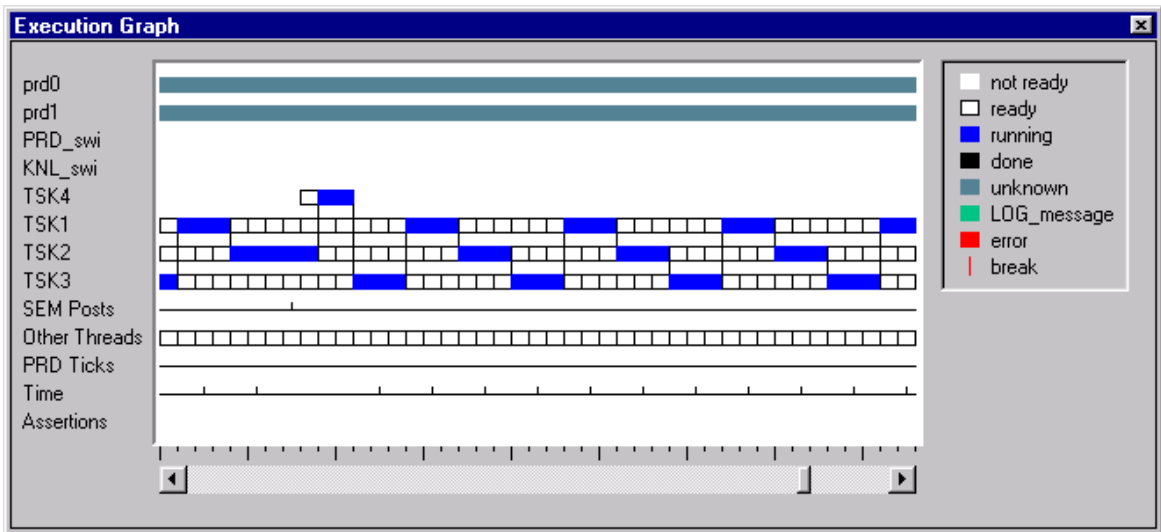 Execution Graph
prd0
prd1
PRD_swi
KNL_swi
TSK4
TSK1
TSK2
TSK3
SEM Posts
Other Threads
PRD Ticks
Time
Assertions
not ready
ready
running
done
unknown
LOG_message
error
break